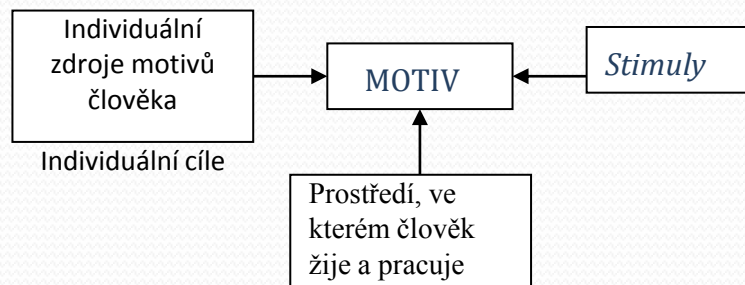 Individuální
zdroje motivů
člověka
Individuální cíle
MOTIV
Stimuly
Prostředí, ve
kterém člověk
žije a pracuje